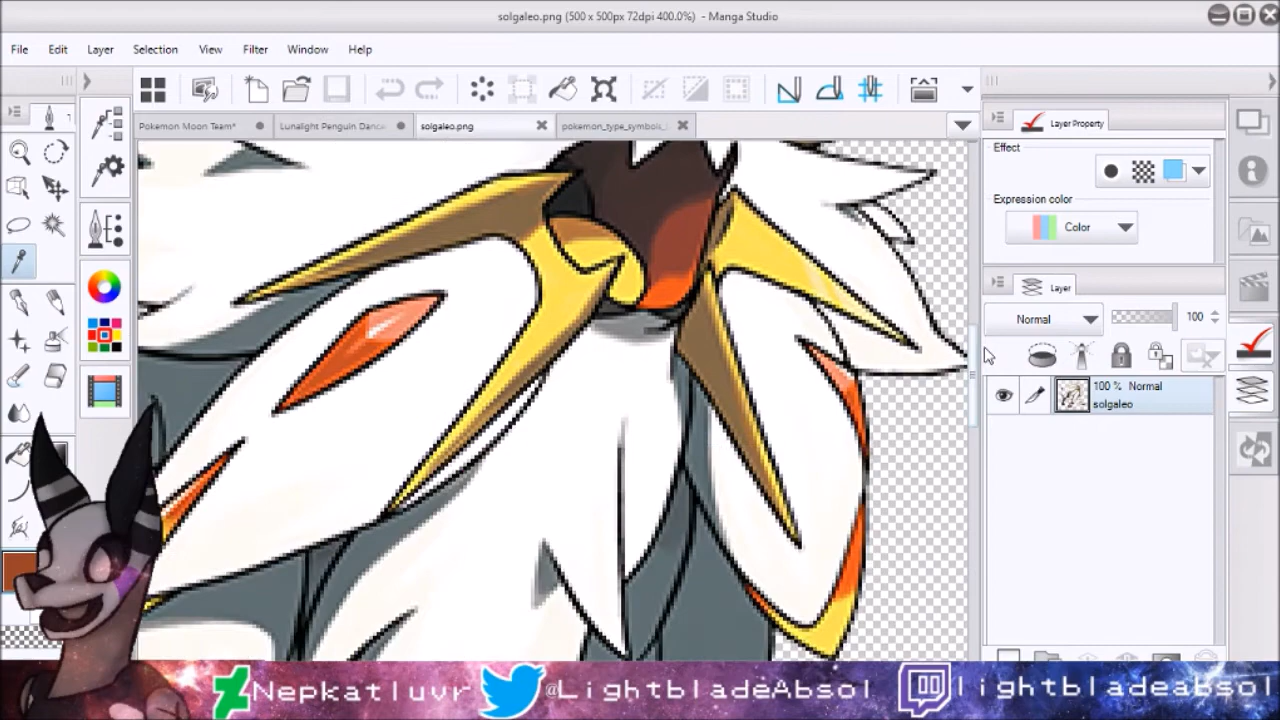 solgaleo.png (500 x 500px 72dpi 400.0%) - Manga Studio
File Edit Layer Selection View Filter Window Help
Pokemon Moon Team* Lunalight Penguin Dance solgaleo.png pokemon_type_symbols_
Layer Property
Effect
Expression color
Color
Layer
Normal 100
100 % Normal
solgaleo
Nepkatluvr @LightbladeAbsol lightbladeabsol